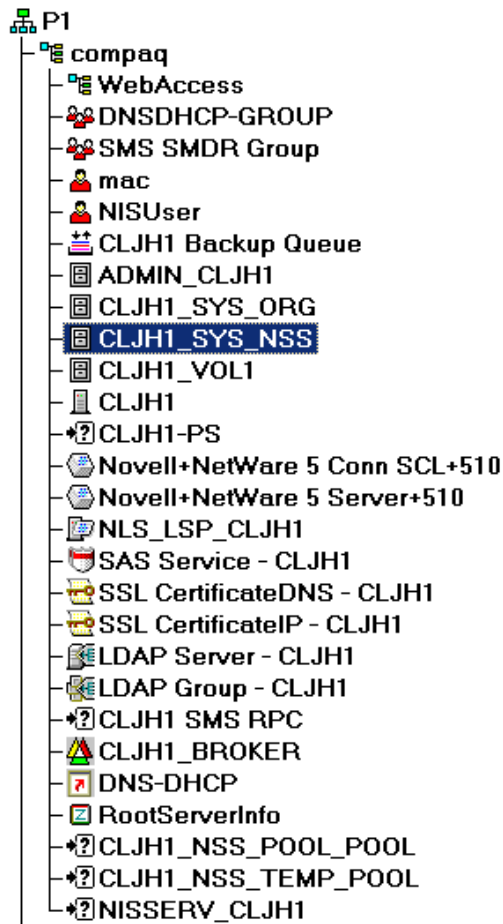 P1
compaq
WebAccess
DNSDHCP-GROUP
SMS SMDR Group
mac
NISUser
CLJH1 Backup Queue
ADMIN_CLJH1
CLJH1_SYS_ORG
CLJH1_SYS_NSS
CLJH1_VOL1
CLJH1
CLJH1-PS
Novell+NetWare 5 Conn SCL+510
Novell+NetWare 5 Server+510
NLS_LSP_CLJH1
SAS Service - CLJH1
SSL CertificateDNS - CLJH1
SSL CertificateIP - CLJH1
LDAP Server - CLJH1
LDAP Group - CLJH1
CLJH1 SMS RPC
CLJH1_BROKER
DNS-DHCP
RootServerInfo
CLJH1_NSS_POOL_POOL
CLJH1_NSS_TEMP_POOL
NISSERV_CLJH1